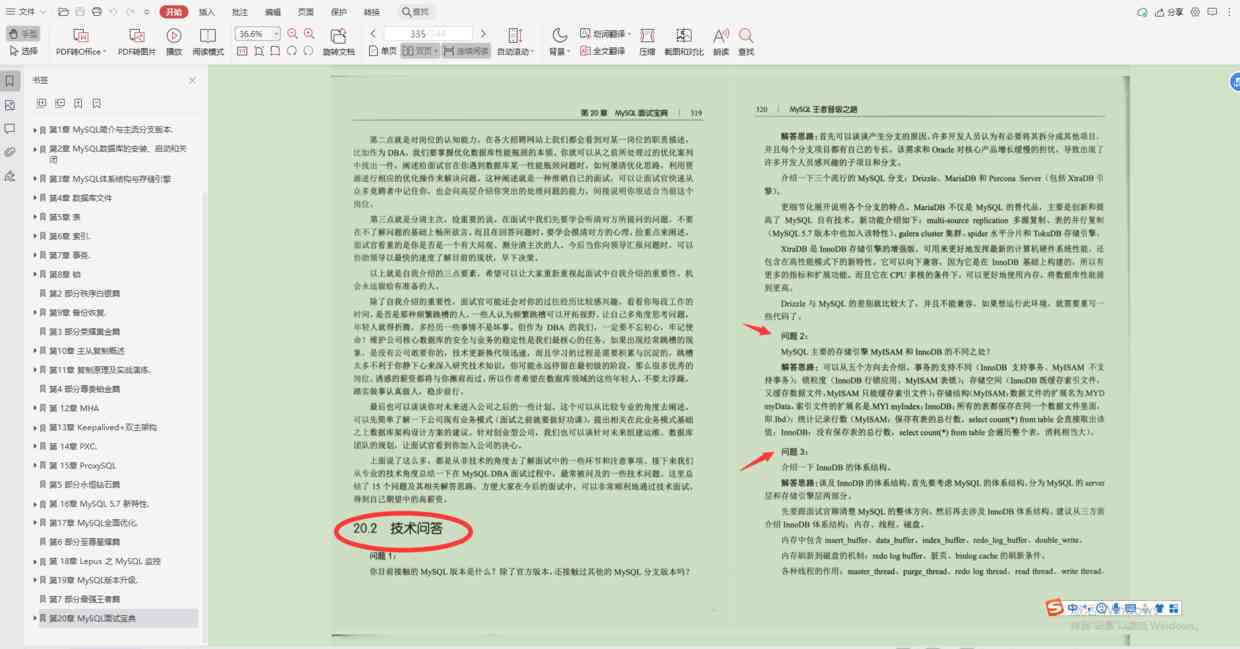 文件
开始
插入
批注
编辑
页面
保护
转换
查找
分享
手型
选择
PDF转Office
PDF转图片
播放
阅读模式
36.6%
旋转文档
335
单页
双页
连续阅读
自动滚动
背景
划词翻译
全文翻译
压缩
截图和对比
朗读
查找
书签
第1章 MySQL简介与主流分支版本.
第2章 MySQL数据库的安装、启动和关
闭
第3章 MySQL体系结构与存储引擎
第4章 数据库文件
第5章 表
第6章 索引.
第7章 事务.
第8章 锁
第2 部分秩序白银篇
第9章 备份恢复.
第3 部分荣耀黄金篇
第10章 主从复制概述
第11章 复制原理及实战演练.
第4 部分尊贵铂金篇
第 12章 MHA
第13章 Keepalived+双主架构
第 14章 PXC.
第 15章 ProxySQL
第5 部分永恒钻石篇
第 16章 MySQL 5.7 新特性.
第17章 MySQL全面优化.
第6 部分至尊星耀篇
第 18章 Lepus 之 MySQL 监控
第19章 MySQL版本升级.
第7 部分最强王者篇
第20章 MySQL面试宝典
第 20 章 MySQL 面试宝典 | 319
第二点就是对岗位的认知能力。在各大招聘网站上我们都会看到对某一岗位的职责描述，
比如作为 DBA，我们要掌握优化数据库性能瓶颈的本领。你就可以从之前所处理过的优化案例
中找出一件，阐述给面试官在你遇到数据库某一性能瓶颈问题时，如何厘清优化思路，利用资
源进行相应的优化操作来解决问题。这种阐述就是一种推销自己的面试，可以让面试官快速从
众多竞聘者中记住你，也会向高层介绍你突出的处理问题的能力，间接说明你很适合当前这个
岗位。
第三点就是分清主次，捡重要的说。在面试中我们先要学会听清对方所提问的问题，不要
在不了解问题的基础上畅所欲言。而且在回答问题时，要学会摸清对方的心理，捡重点来阐述。
面试官看重的是你是否是一个有大局观、测分清主次的人，今后当你向领导汇报问题时，可以
协助领导以最快的速度了解目前的现状，早下决策。
以上就是自我介绍的三点要素，希望可以让大家重新重视起面试中自我介绍的重要性，机
会永远留给有准备的人。
除了自我介绍的重要性，面试官可能还会对你的过往经历比较感兴趣，看看你每段工作的
时间，是否是那种频繁跳槽的人。一些人认为频繁跳槽可以开拓视野，让自己多角度思考问题，
年轻人就得折腾，多经历一些事情不是坏事。但作为 DBA 的我们，一定要不忘初心，牢记使
命！维护公司核心数据库的安全与业务的稳定性是我们最核心的任务。如果出现经常跳槽的现
象，是没有公司敢要你的，技术更新换代很迅速，而且学习的过程是需要积累与沉淀的，跳槽
太多不利于你静下心来深入研究技术知识，你可能永远停留在最初级的阶段，那么很多优秀的
岗位、诱惑的薪资都将与你擦肩而过。所以作者希望在数据库领域的这些年轻人，不要太浮躁，
踏实做事认真做人，稳步前行。
最后也可以谈谈你对未来进入公司之后的一些计划。这个可以从比较专业的角度去阐述，
可以先简单了解一下公司现有业务模式（面试之前就要做好功课），提出相关在此业务模式基础
之上数据库架构设计方案的建议。针对创业型公司，我们也可以谈针对未来组建运维、数据库
团队的规划，让面试官看到你加入公司的决心。
上面说了这么多，都是从非技术的角度去了解面试中的一些环节和注意事项。接下来我们
从专业的技术角度总结一下在 MySQL DBA 面试过程中，最常被问及的一些技术问题。这里总
结了 15 个问题及其相关解答思路，方便大家在今后的面试中，可以非常顺利地通过技术面试，
得到自己期望中的高薪资。
20.2 技术问答
问题 1：
你目前接触的 MySQL 版本是什么？除了官方版本，还接触过其他的 MySQL 分支版本吗？
320 | MySQL 王者晋级之路
解答思路：首先可以谈谈产生分支的原因。许多开发人员认为有必要将其拆分成其他项目，
并且每个分支项目都有自己的专长。该需求和 Oracle 对核心产品增长缓慢的担忧，导致出现了
许多开发人员感兴趣的子项目和分支。
介绍一下三个流行的 MySQL 分支：Drizzle、MariaDB 和 Percona Server（包括 XtraDB 引
擎）。
更细节化展开说明各个分支的特点。MariaDB 不仅是 MySQL 的替代品，主要是创新和提
高了 MySQL 自有技术。新功能介绍如下：multi-source replication 多源复制、表的并行复制
（MySQL 5.7 版本中也加入该特性）、galera cluster 集群、spider 水平分片和 TokuDB 存储引擎。
XtraDB 是 InnoDB 存储引擎的增强版，可用来更好地发挥最新的计算机硬件系统性能，还
包含在高性能模式下的新特性。它可以向下兼容，因为它是在 InnoDB 基础上构建的，所以有
更多的指标和扩展功能。而且它在 CPU 多核的条件下，可以更好地使用内存，将数据库性能提
到更高。
Drizzle 与 MySQL 的差别就比较大了，并且不能兼容，如果想运行此环境，就需要重写一
些代码了。
问题 2：
MySQL 主要的存储引擎 MyISAM 和 InnoDB 的不同之处？
解答思路：可以从五个方向去介绍。事务的支持不同（InnoDB 支持事务，MyISAM 不支
持事务）；锁粒度（InnoDB 行锁应用，MyISAM 表锁）；存储空间（InnoDB 既缓存索引文件，
又缓存数据文件，MyISAM 只能缓存索引文件）；存储结构（MyISAM：数据文件的扩展名为.MYD
myData，索引文件的扩展名是.MYI myIndex；InnoDB：所有的表都保存在同一个数据文件里面，
即.Ibd）；统计记录行数（MyISAM：保存有表的总行数，select count(*) from table 会直接取出该
值；InnoDB：没有保存表的总行数，select count(*) from table 会遍历整个表，消耗相当大）。
问题 3：
介绍一下 InnoDB 的体系结构。
解答思路：谈及 InnoDB 的体系结构，首先要考虑 MySQL 的体系结构，分为 MySQL 的 server
层和存储引擎层两部分。
先要跟面试官聊清楚 MySQL 的整体方向，然后再去涉及 InnoDB 体系结构。建议从三方面
介绍 InnoDB 体系结构：内存、线程、磁盘。
内存中包含 insert_buffer、data_buffer、index_buffer、redo_log_buffer、double_write。
内存刷新到磁盘的机制：redo log buffer、脏页、binlog cache 的刷新条件。
各种线程的作用：master_thread、purge_thread、redo log thread、read thread、write thread、
中